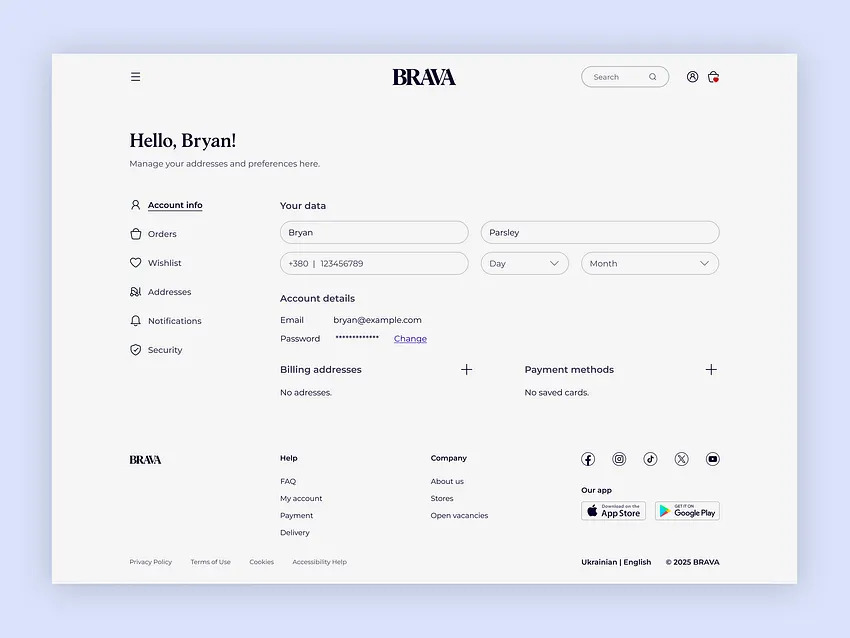 BRAVA
Search
Hello, Bryan!
Manage your addresses and preferences here.
Account info
Orders
Wishlist
Addresses
Notifications
Security
Your data
Bryan
Parsley
+380 | 123456789
Day
Month
Account details
Email bryan@example.com
Password ************* Change
Billing addresses
No adresses.
Payment methods
No saved cards.
BRAVA
Help
FAQ
My account
Payment
Delivery
Company
About us
Stores
Open vacancies
Our app
Download on the
App Store
GET IT ON
Google Play
Privacy Policy
Terms of Use
Cookies
Accessibility Help
Ukrainian | English
© 2025 BRAVA